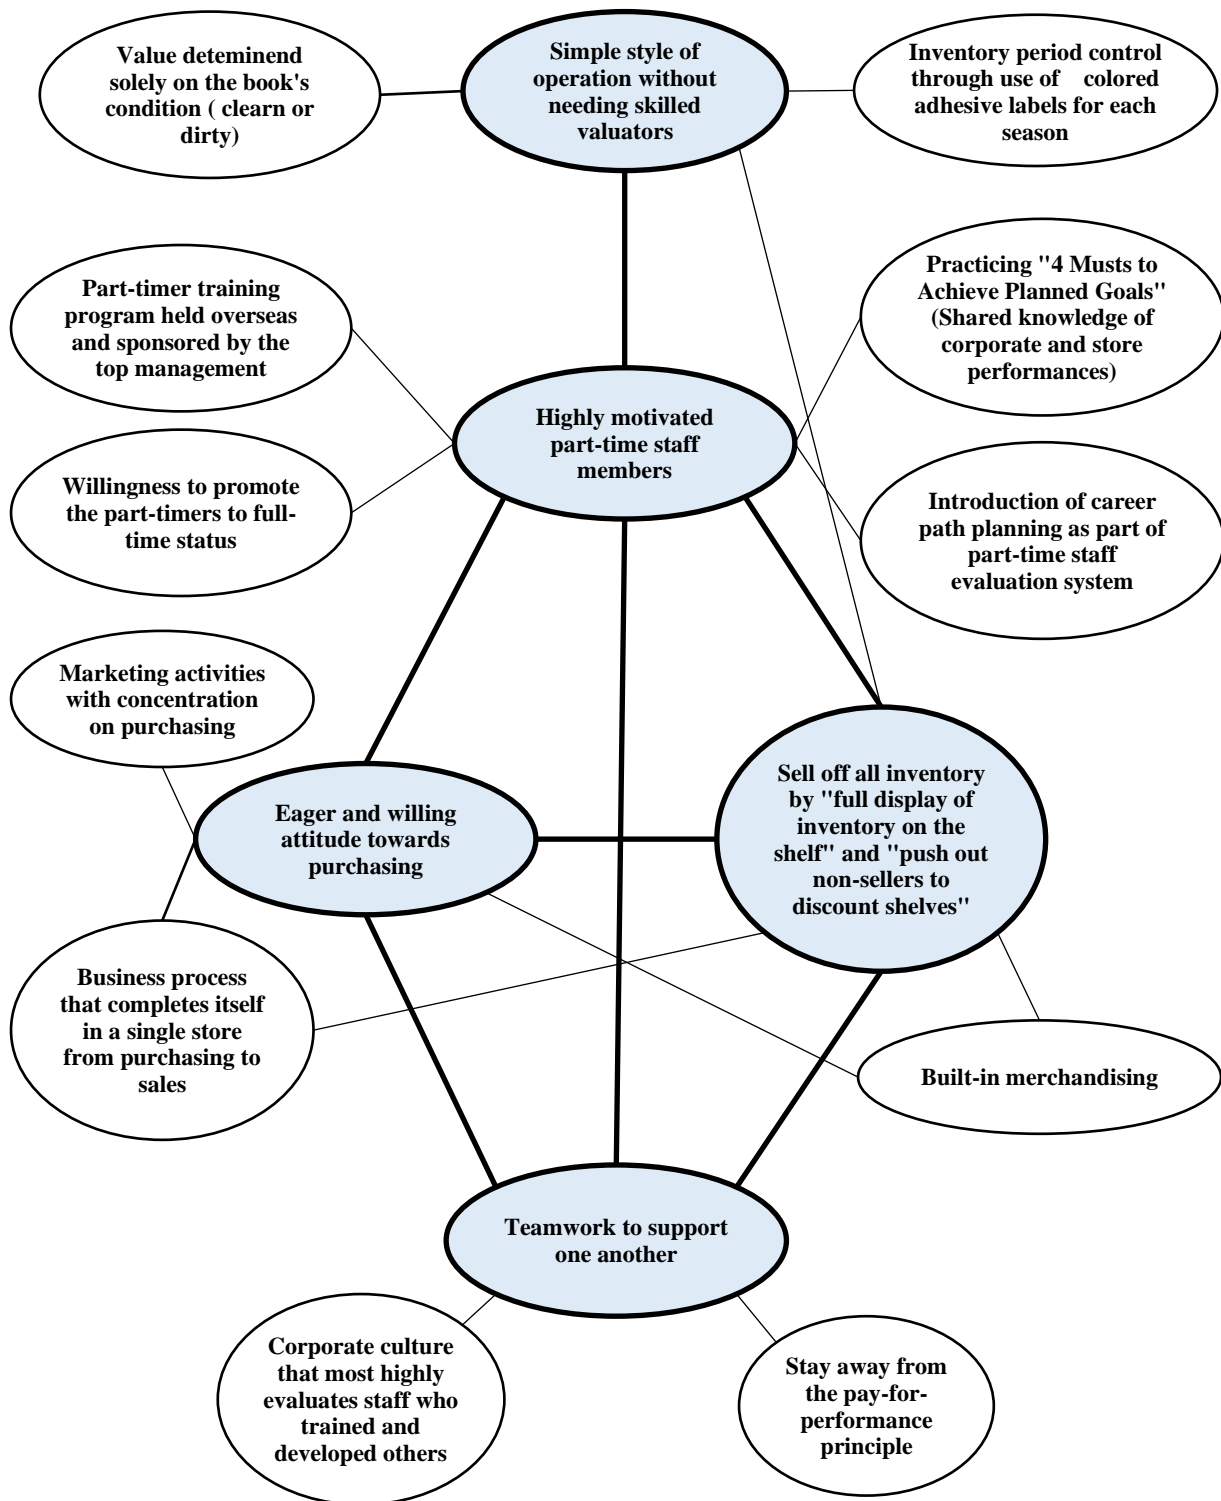 Value deteminend
solely on the book's
condition ( clearn or
dirty)
Simple style of
operation without
needing skilled
valuators
Inventory period control
through use of   colored
adhesive labels for each
season
Part-timer training
program held overseas
and sponsored by the
top management
Practicing "4 Musts to
Achieve Planned Goals"
(Shared knowledge of
corporate and store
performances)
Highly motivated
part-time staff
members
Willingness to promote
the part-timers to full-
time status
Introduction of career
path planning as part of
part-time staff
evaluation system
Marketing activities
with concentration
on purchasing
Eager and willing
attitude towards
purchasing
Sell off all inventory
by "full display of
inventory on the
shelf" and "push out
non-sellers to
discount shelves"
Business process
that completes itself
in a single store
from purchasing to
sales
Built-in merchandising
Teamwork to support
one another
Corporate culture
that most highly
evaluates staff who
trained and
developed others
Stay away from
the pay-for-
performance
principle